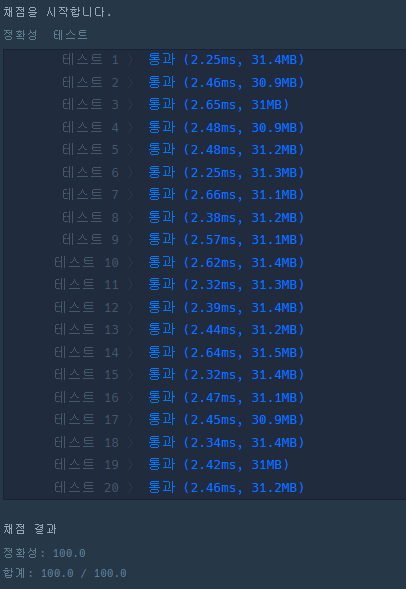 채점을 시작합니다.
정확성 테스트
테스트 1 〉 통과 (2.25ms, 31.4MB)
테스트 2 〉 통과 (2.46ms, 30.9MB)
테스트 3 〉 통과 (2.65ms, 31MB)
테스트 4 〉 통과 (2.48ms, 30.9MB)
테스트 5 〉 통과 (2.48ms, 31.2MB)
테스트 6 〉 통과 (2.25ms, 31.3MB)
테스트 7 〉 통과 (2.66ms, 31.1MB)
테스트 8 〉 통과 (2.38ms, 31.2MB)
테스트 9 〉 통과 (2.57ms, 31.1MB)
테스트 10 〉 통과 (2.62ms, 31.4MB)
테스트 11 〉 통과 (2.32ms, 31.3MB)
테스트 12 〉 통과 (2.39ms, 31.4MB)
테스트 13 〉 통과 (2.44ms, 31.2MB)
테스트 14 〉 통과 (2.64ms, 31.5MB)
테스트 15 〉 통과 (2.32ms, 31.4MB)
테스트 16 〉 통과 (2.47ms, 31.1MB)
테스트 17 〉 통과 (2.45ms, 30.9MB)
테스트 18 〉 통과 (2.34ms, 31.4MB)
테스트 19 〉 통과 (2.42ms, 31MB)
테스트 20 〉 통과 (2.46ms, 31.2MB)
채점 결과
정확성: 100.0
합계: 100.0 / 100.0